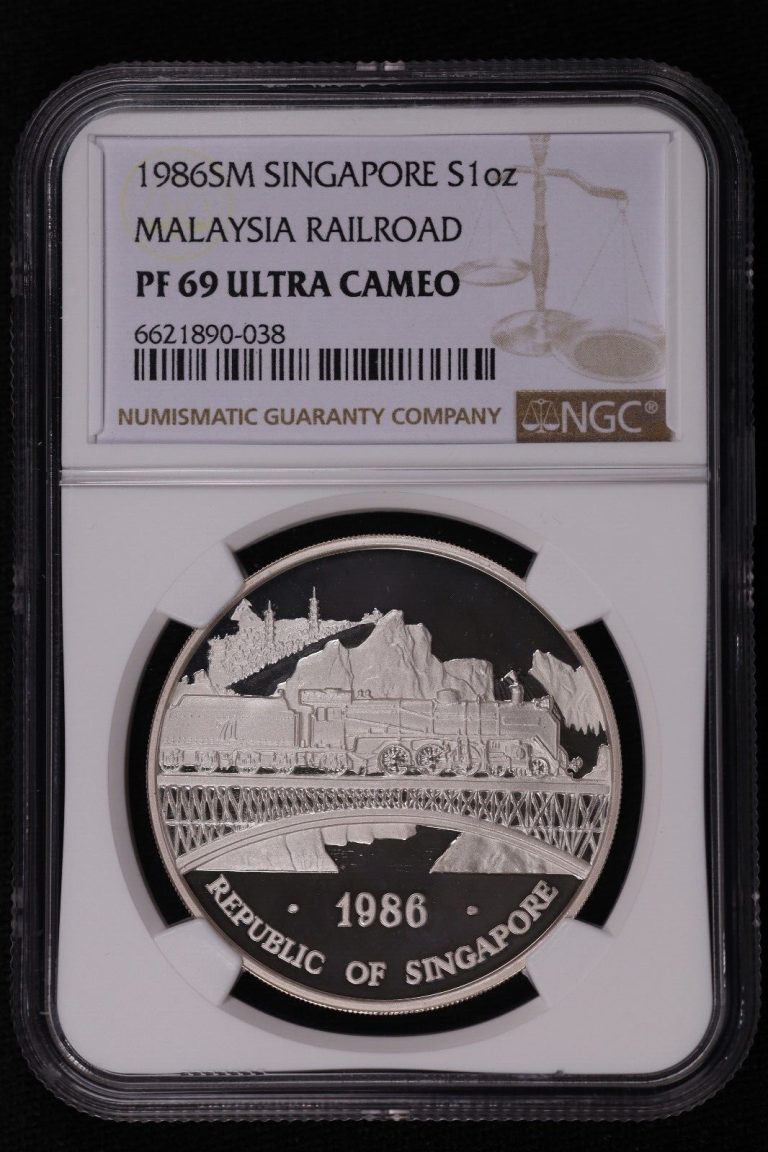 1986SM SINGAPORE S1oz
MALAYSIA RAILROAD
PF 69 ULTRA CAMEO
6621890-038
NUMISMATIC GUARANTY COMPANY
NGC®
· 1986 ·
REPUBLIC OF SINGAPORE